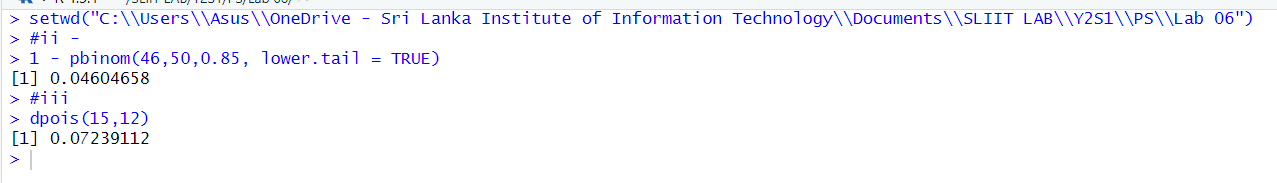 > setwd("C:\\Users\\Asus\\OneDrive - Sri Lanka Institute of Information Technology\\Documents\\SLIIT LAB\\Y2S1\\PS\\Lab 06")
> #ii -
> 1 - pbinom(46,50,0.85, lower.tail = TRUE)
[1] 0.04604658
> #iii
> dpois(15,12)
[1] 0.07239112
>